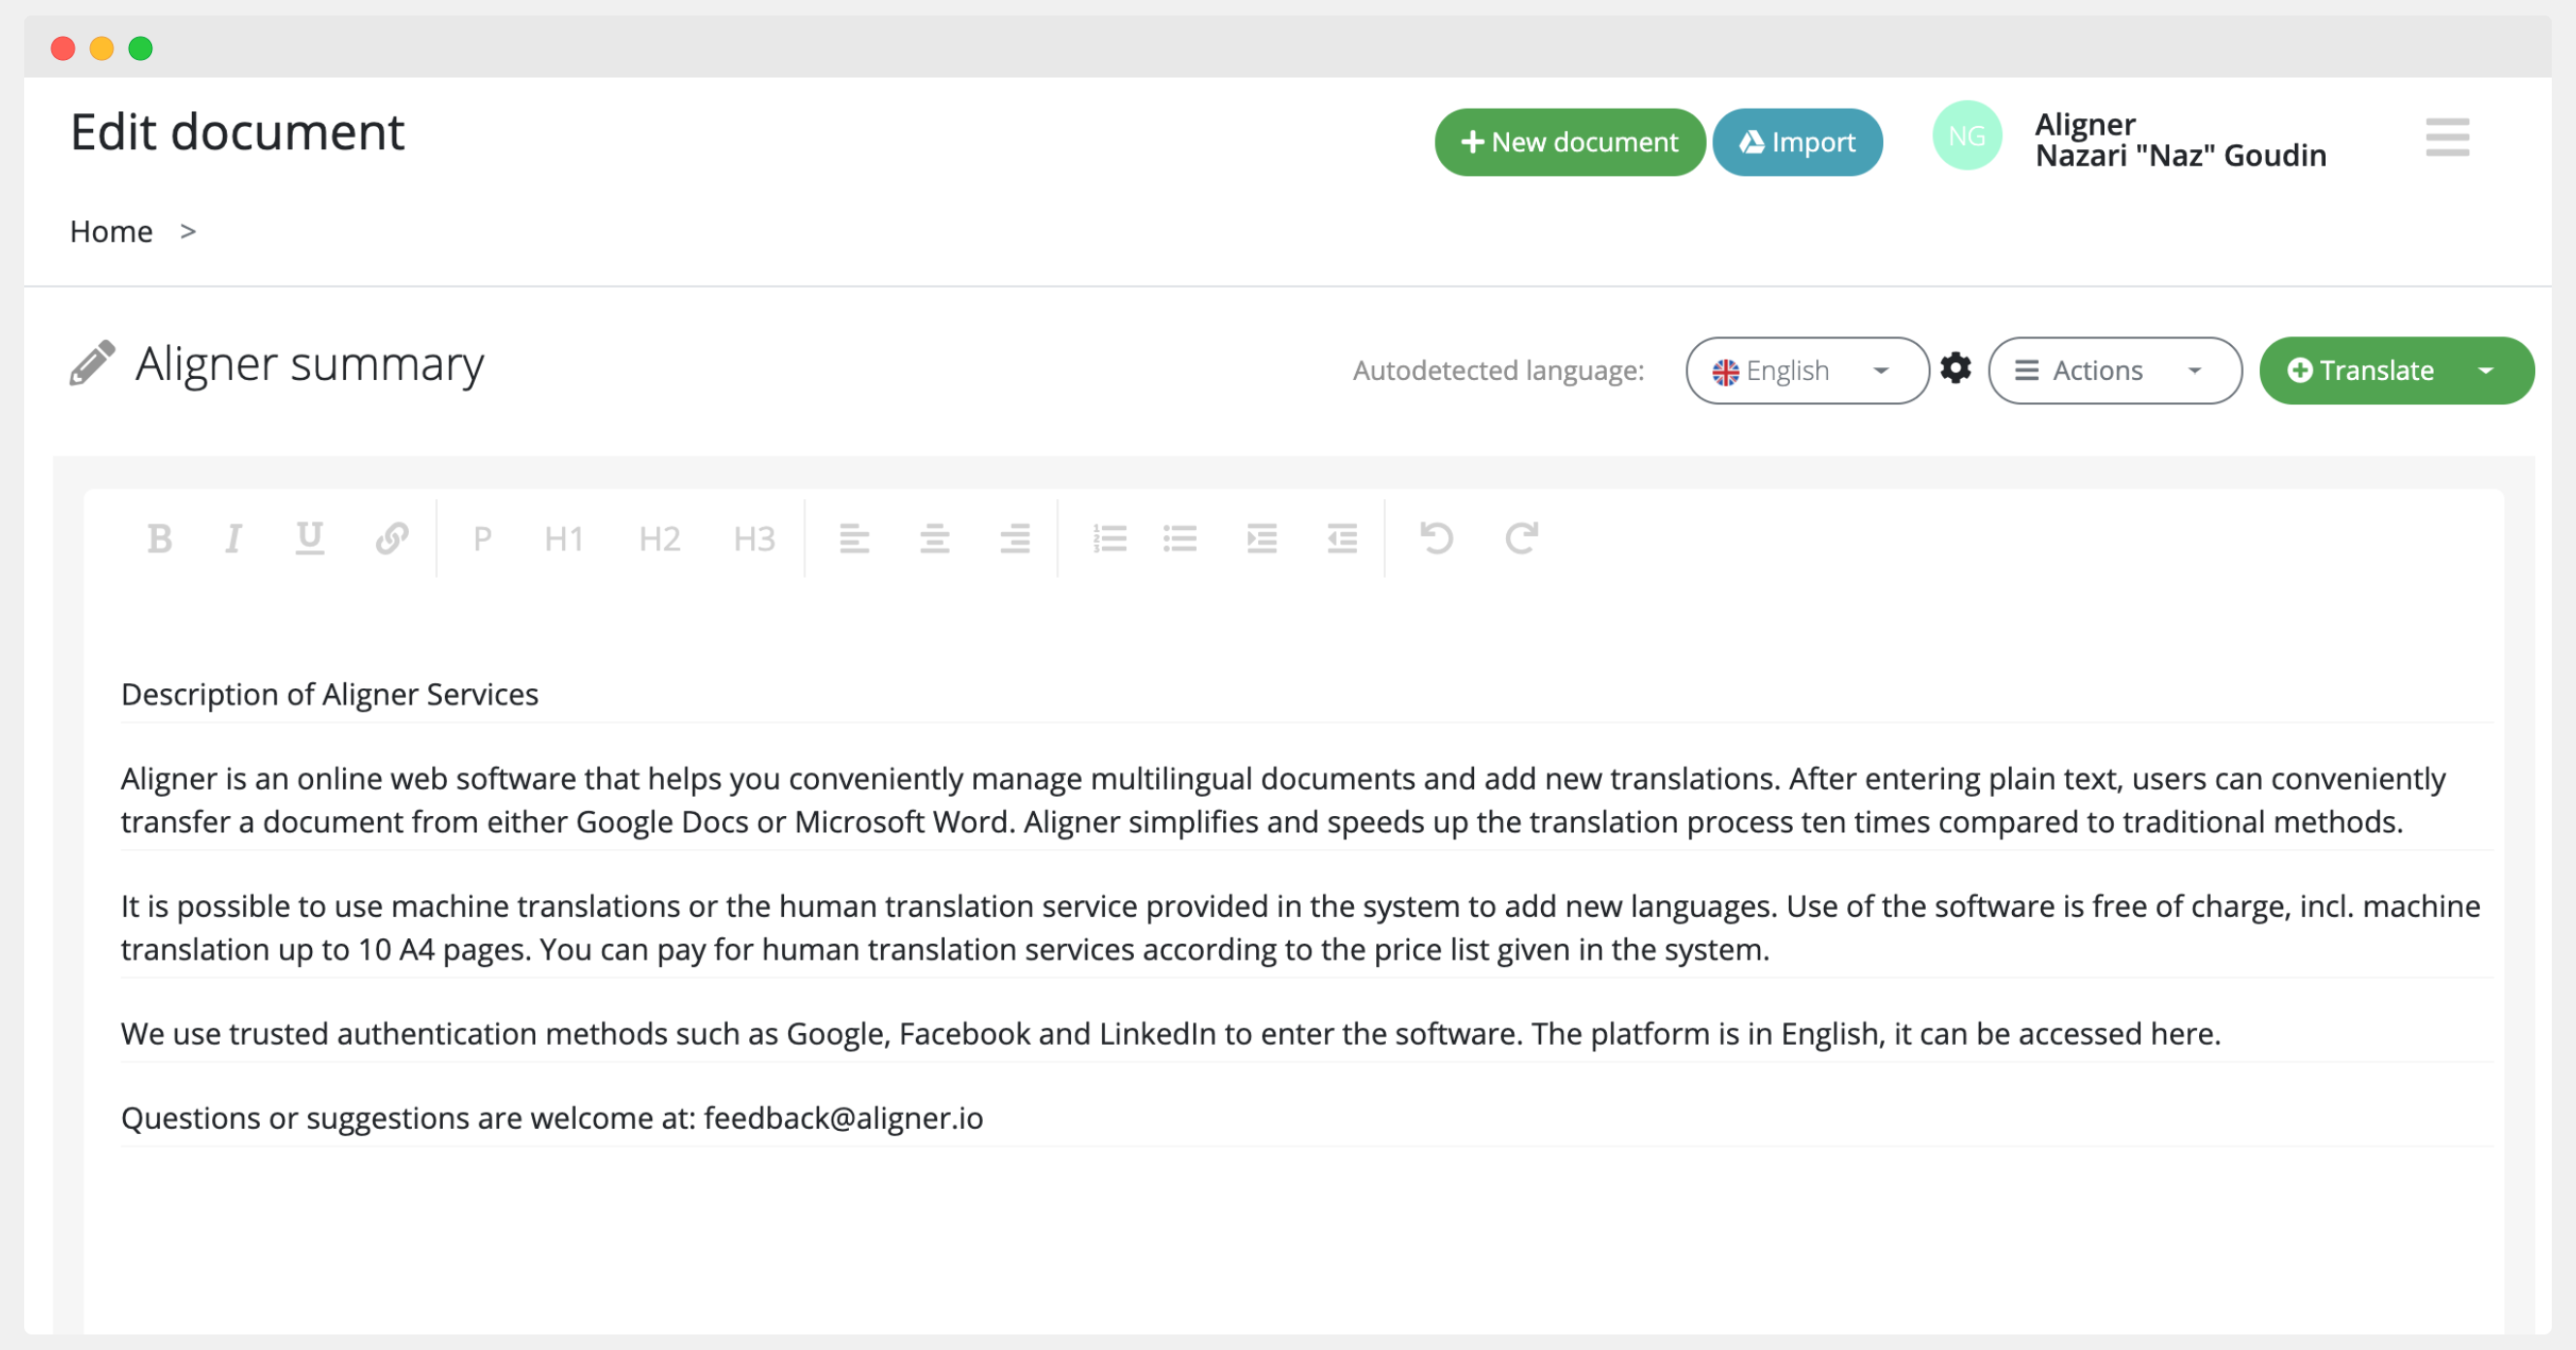 Edit document
New document
Import
NG
Aligner
Nazari "Naz" Goudin
Home >
Aligner summary
Autodetected language:
English
Actions
Translate
B I U P H1 H2 H3
Description of Aligner Services
Aligner is an online web software that helps you conveniently manage multilingual documents and add new translations. After entering plain text, users can conveniently
transfer a document from either Google Docs or Microsoft Word. Aligner simplifies and speeds up the translation process ten times compared to traditional methods.
It is possible to use machine translations or the human translation service provided in the system to add new languages. Use of the software is free of charge, incl. machine
translation up to 10 A4 pages. You can pay for human translation services according to the price list given in the system.
We use trusted authentication methods such as Google, Facebook and LinkedIn to enter the software. The platform is in English, it can be accessed here.
Questions or suggestions are welcome at: feedback@aligner.io